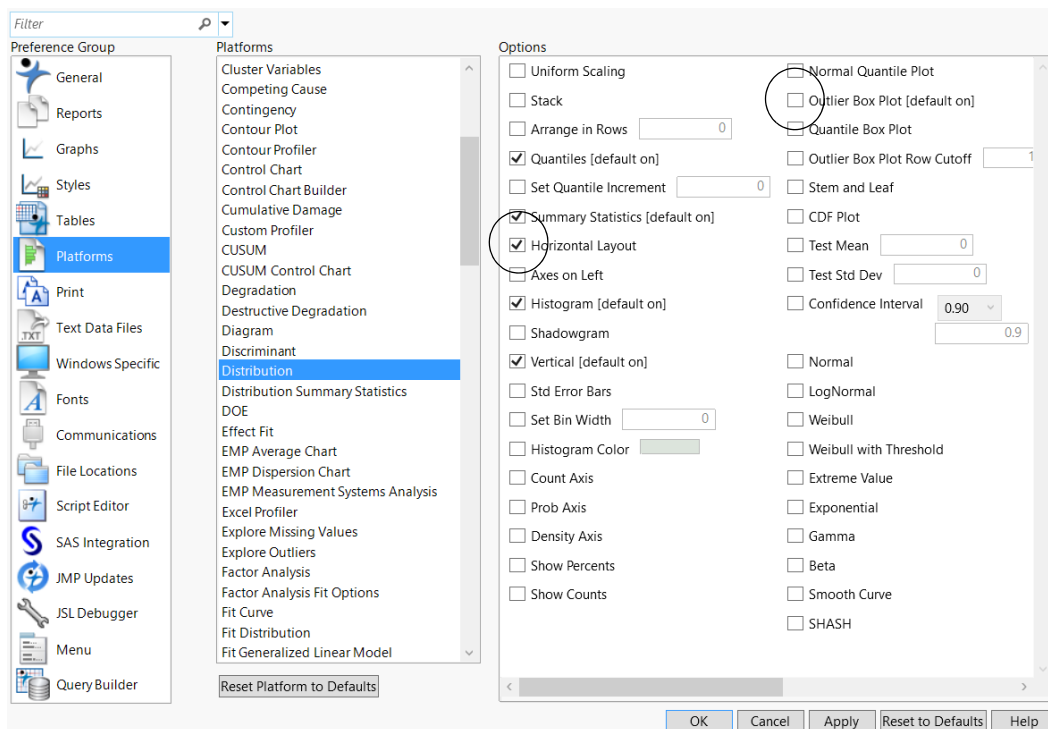 Filter
Preference Group
General
Reports
Graphs
Styles
Tables
Platforms
Print
Text Data Files
Windows Specific
Fonts
Communications
File Locations
Script Editor
SAS Integration
JMP Updates
JSL Debugger
Menu
Query Builder
Platforms
Cluster Variables
Competing Cause
Contingency
Contour Plot
Contour Profiler
Control Chart
Control Chart Builder
Cumulative Damage
Custom Profiler
CUSUM
CUSUM Control Chart
Degradation
Destructive Degradation
Diagram
Discriminant
Distribution
Distribution Summary Statistics
DOE
Effect Fit
EMP Average Chart
EMP Dispersion Chart
EMP Measurement Systems Analysis
Excel Profiler
Explore Missing Values
Explore Outliers
Factor Analysis
Factor Analysis Fit Options
Fit Curve
Fit Distribution
Fit Generalized Linear Model
Reset Platform to Defaults
Options
Uniform Scaling
Stack
Arrange in Rows 0
Quantiles [default on]
Set Quantile Increment 0
Summary Statistics [default on]
Horizontal Layout
Axes on Left
Histogram [default on]
Shadowgram
Vertical [default on]
Std Error Bars
Set Bin Width 0
Histogram Color
Count Axis
Prob Axis
Density Axis
Show Percents
Show Counts
Normal Quantile Plot
Outlier Box Plot [default on]
Quantile Box Plot
Outlier Box Plot Row Cutoff 1
Stem and Leaf
CDF Plot
Test Mean 0
Test Std Dev 0
Confidence Interval 0.90
0.9
Normal
LogNormal
Weibull
Weibull with Threshold
Extreme Value
Exponential
Gamma
Beta
Smooth Curve
SHASH
OK Cancel Apply Reset to Defaults Help